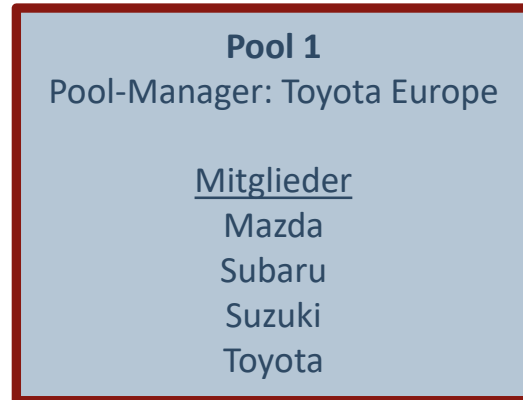 Pool 1
Pool-Manager: Toyota Europe
Mitglieder
Mazda
Subaru
Suzuki
Toyota